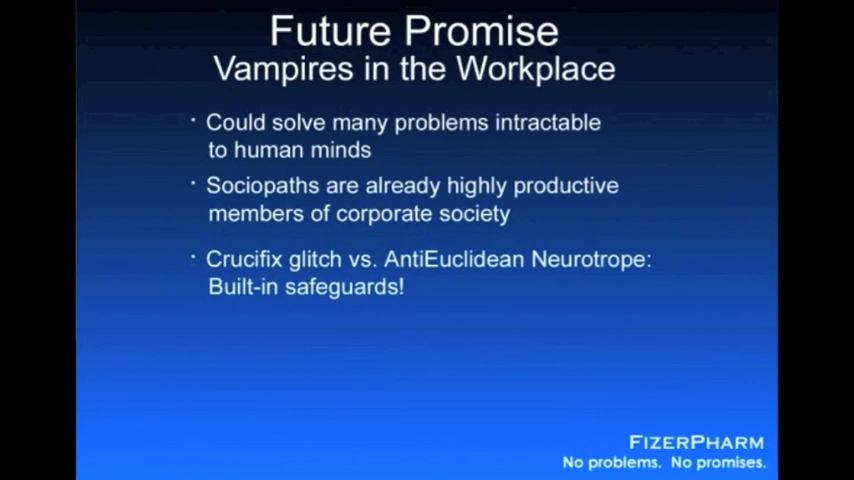 Future Promise
Vampires in the Workplace
· Could solve many problems intractable
to human minds
· Sociopaths are already highly productive
members of corporate society
· Crucifix glitch vs. AntiEuclidean Neurotrope:
Built-in safeguards!
FIZERPHARM
No problems. No promises.